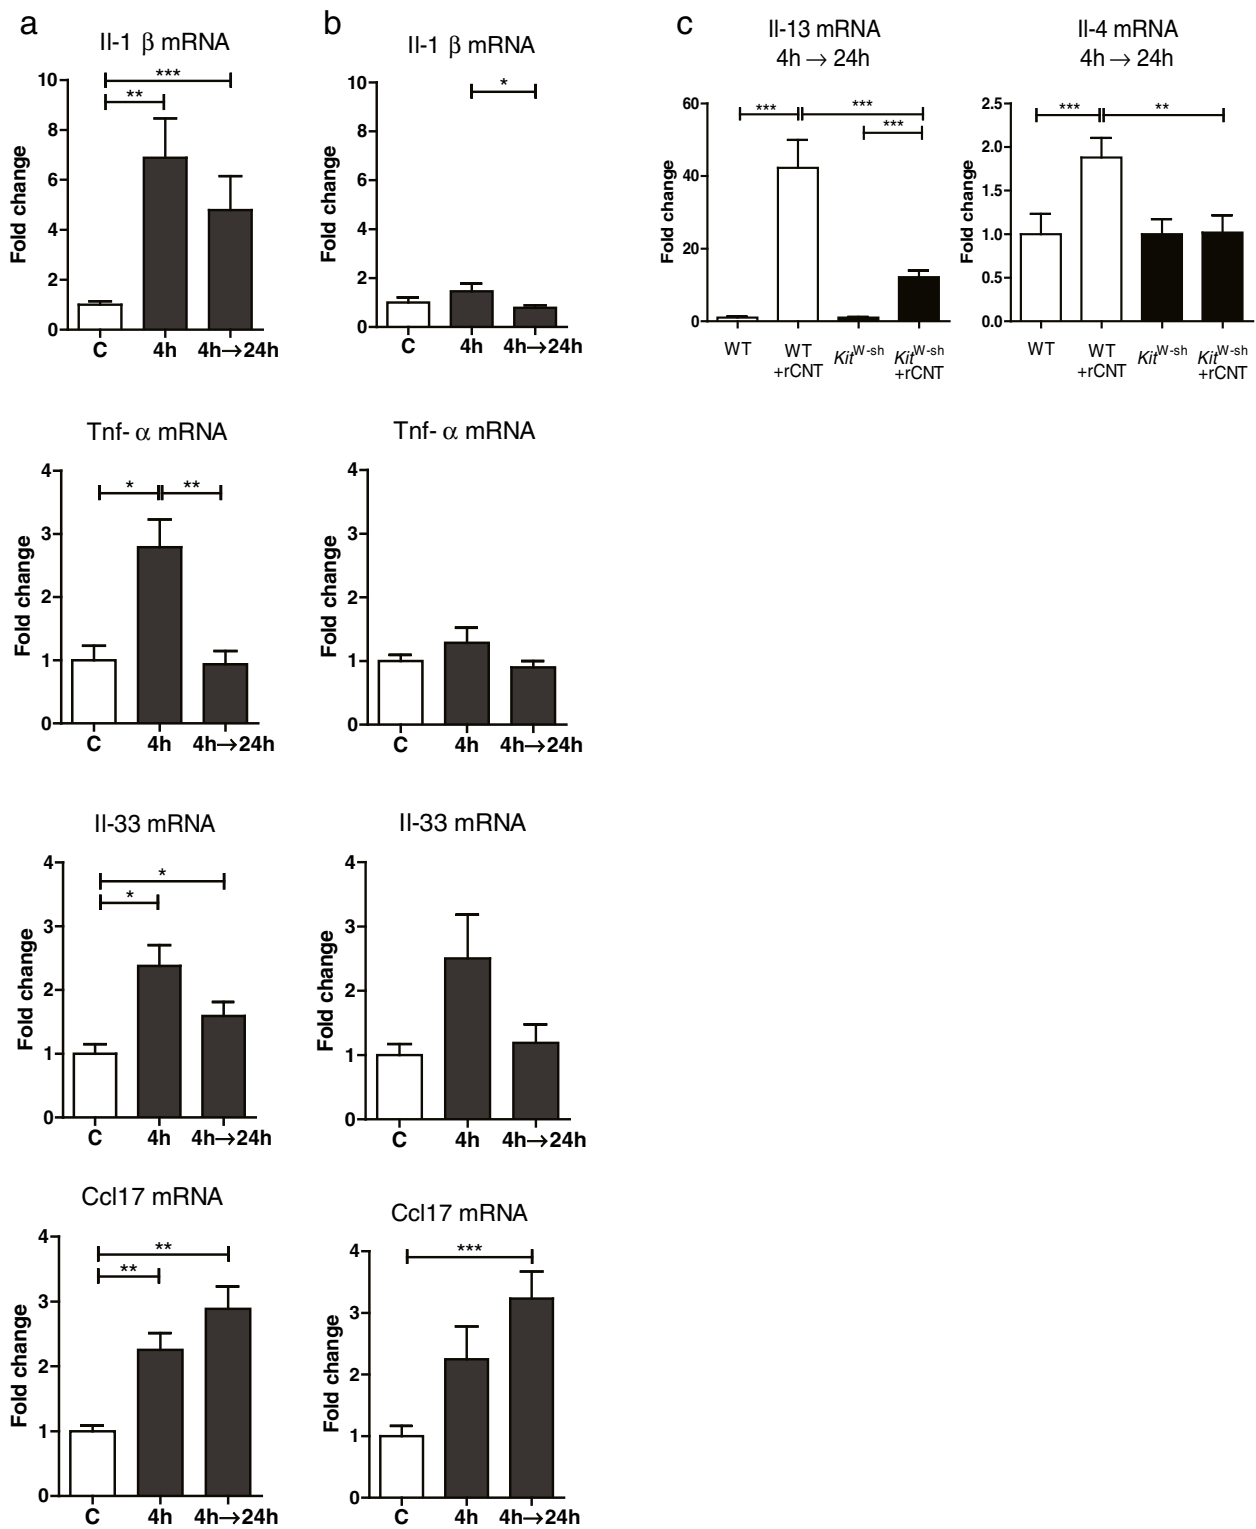 a
Il-1 β mRNA
Fold change
10
8
6
4
2
0
***
**
C 4h 4h→24h
Tnf- α mRNA
Fold change
4
3
2
1
0
* **
C 4h 4h→24h
Il-33 mRNA
Fold change
4
3
2
1
0
*
*
C 4h 4h→24h
Ccl17 mRNA
Fold change
4
3
2
1
0
**
**
C 4h 4h→24h
b
Il-1 β mRNA
Fold change
10
8
6
4
2
0
*
C 4h 4h→24h
Tnf- α mRNA
Fold change
4
3
2
1
0
C 4h 4h→24h
Il-33 mRNA
Fold change
4
3
2
1
0
C 4h 4h→24h
Ccl17 mRNA
Fold change
4
3
2
1
0
***
C 4h 4h→24h
c
Il-13 mRNA
4h → 24h
Fold change
60
40
20
0
*** ***
***
WT WT Kit^W-sh Kit^W-sh
+rCNT +rCNT
Il-4 mRNA
4h → 24h
Fold change
2.5
2.0
1.5
1.0
0.5
0.0
*** **
WT WT Kit^W-sh Kit^W-sh
+rCNT +rCNT